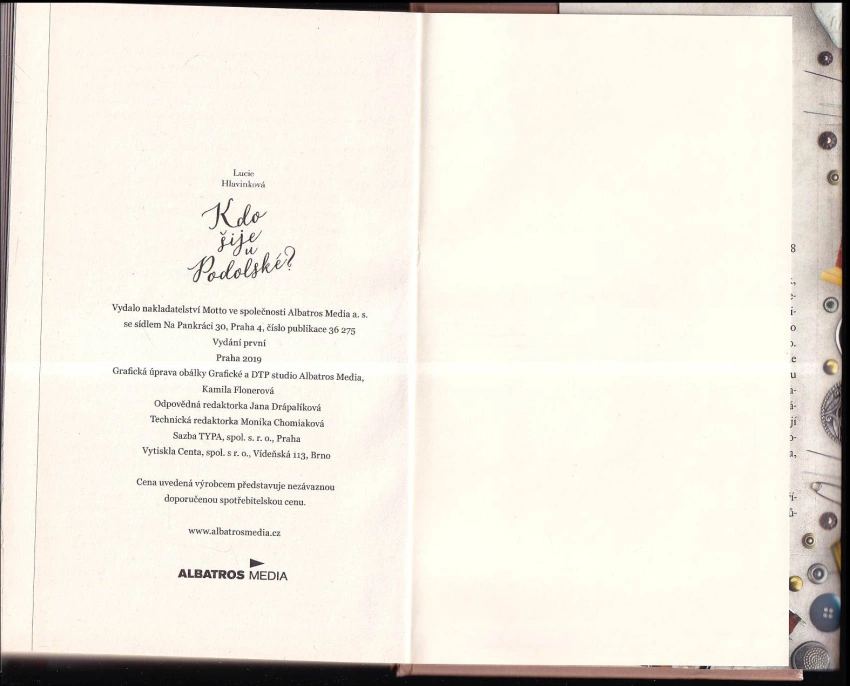 Lucie
Hlavinková
Kdo
šije
u
Podolské?
Vydalo nakladatelství Motto ve společnosti Albatros Media a. s.
se sídlem Na Pankráci 30, Praha 4, číslo publikace 36 275
Vydání první
Praha 2019
Grafická úprava obálky Grafické a DTP studio Albatros Media,
Kamila Flonerová
Odpovědná redaktorka Jana Drápalíková
Technická redaktorka Monika Chomiaková
Sazba TYPA, spol. s. r. o., Praha
Vytiskla Centa, spol. s r. o., Vídeňská 113, Brno
Cena uvedená výrobcem představuje nezávaznou
doporučenou spotřebitelskou cenu.
www.albatrosmedia.cz
ALBATROS MEDIA